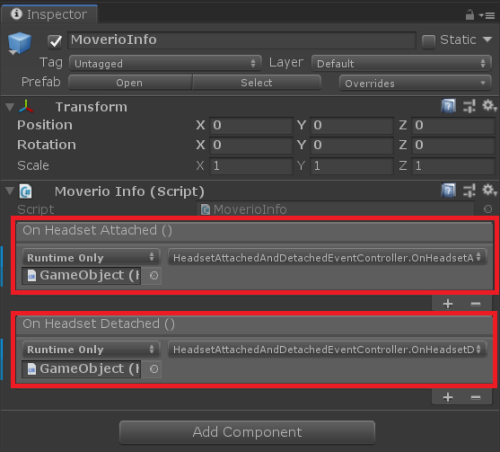 Inspector
MoverioInfo Static
Tag Untagged Layer Default
Prefab Open Select Overrides
Transform
Position X 0 Y 0 Z 0
Rotation X 0 Y 0 Z 0
Scale X 1 Y 1 Z 1
Moverio Info (Script)
Script MoverioInfo
On Headset Attached ()
Runtime Only HeadsetAttachedAndDetachedEventController.OnHeadsetA
GameObject (
+ −
On Headset Detached ()
Runtime Only HeadsetAttachedAndDetachedEventController.OnHeadsetD
GameObject (
+ −
Add Component